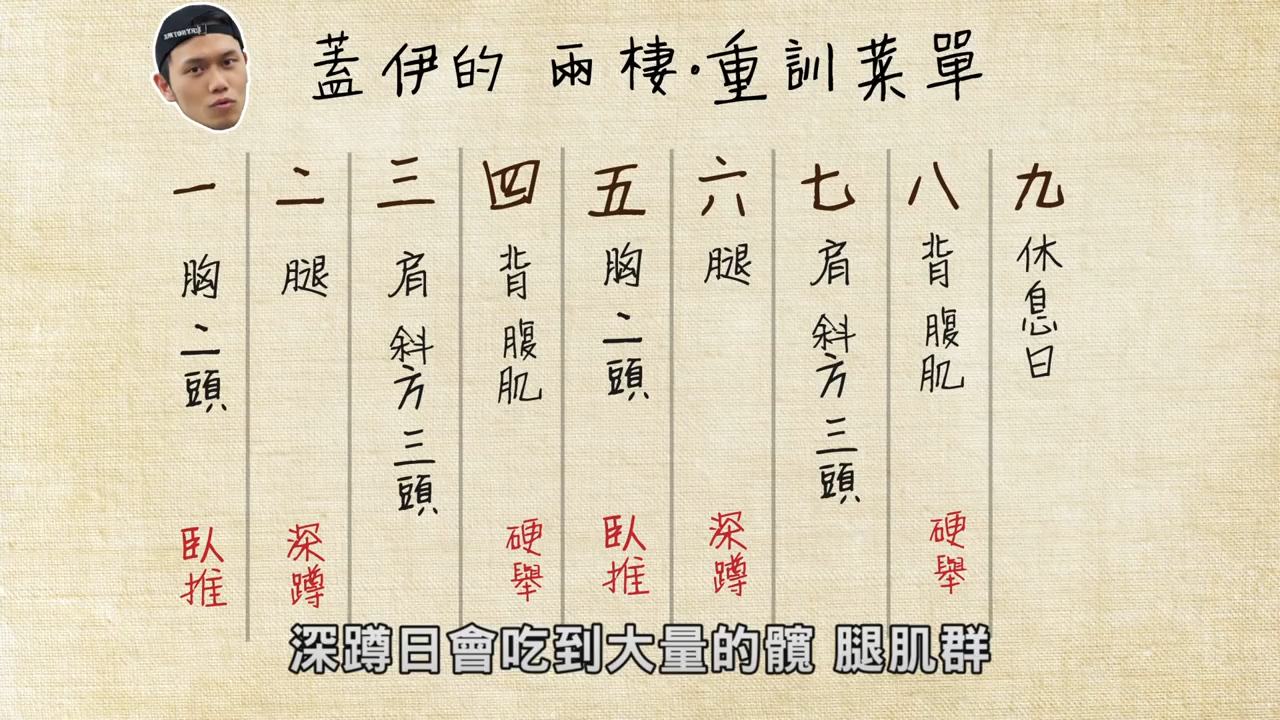 蓋伊的 兩棲·重訓菜單
一 二 三 四 五 六 七 八 九
胸 二頭 臥推
腿 深蹲
肩 斜方 三頭
背 腹肌 硬舉
胸 二頭 臥推
腿 深蹲
肩 斜方 三頭
背 腹肌 硬舉
休息日
深蹲日會吃到大量的髖 腿肌群